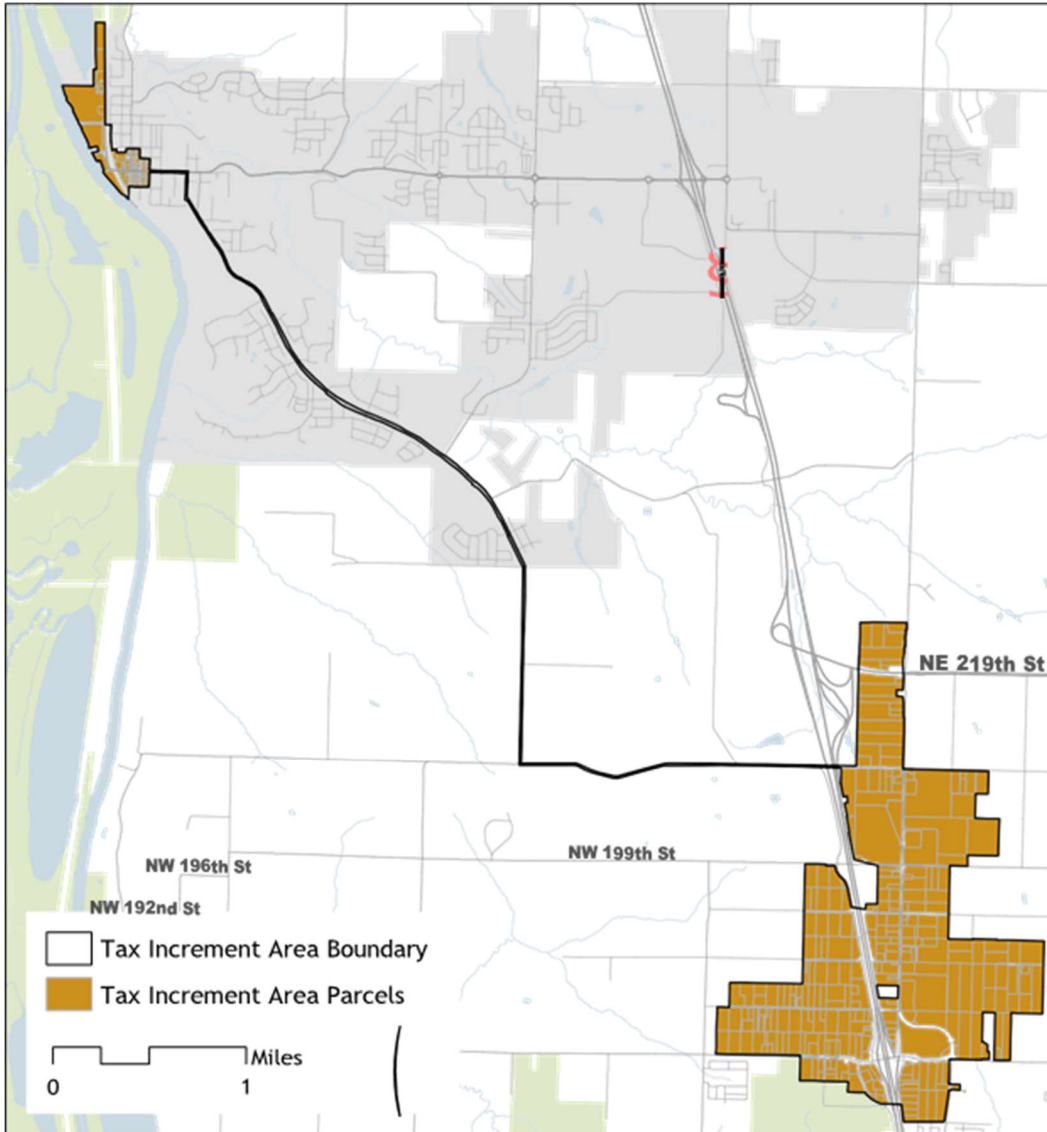 NE 219th St
NW 199th St
NW 196th St
NW 192nd St
Tax Increment Area Boundary
Tax Increment Area Parcels
Miles
0 1